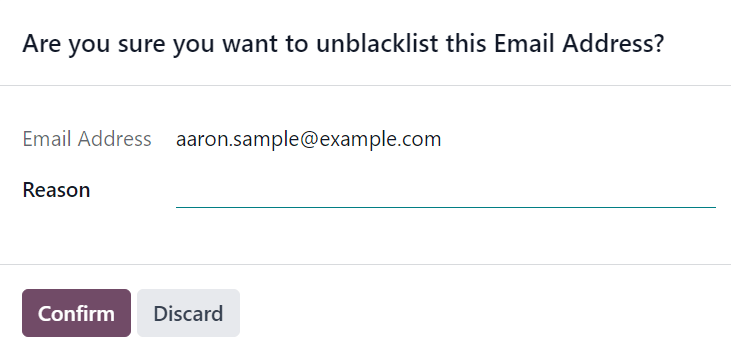 Are you sure you want to unblacklist this Email Address?
Email Address aaron.sample@example.com
Reason
Confirm Discard